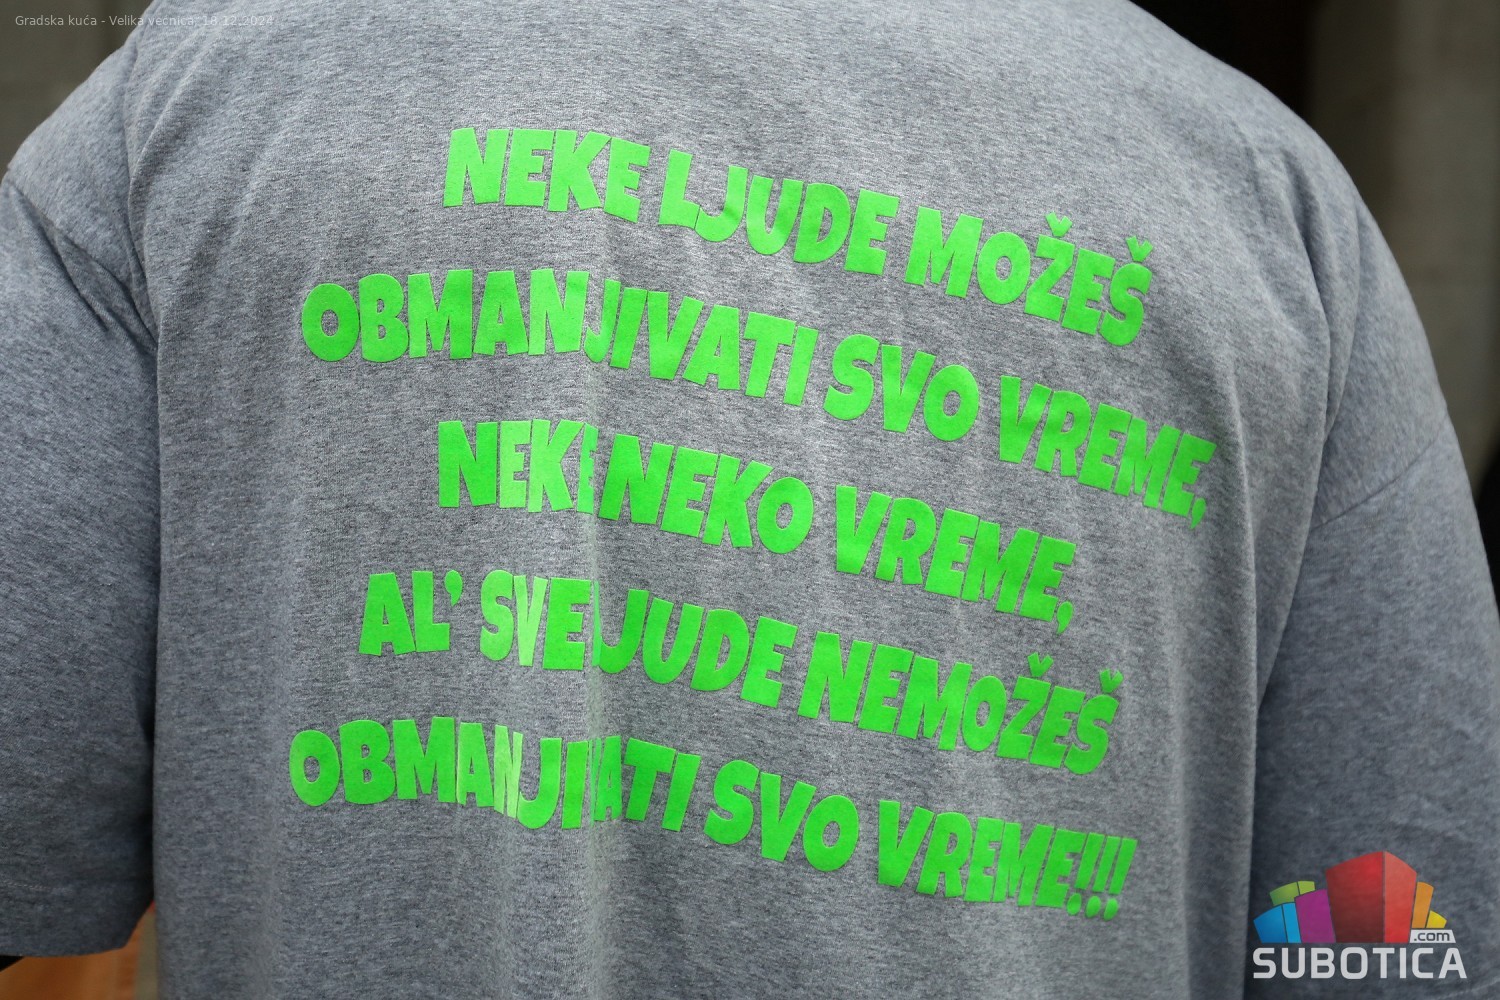 Gradska kuća - Velika većnica, 18.12.2024
NEKE LJUDE MOŽEŠ
OBMANJIVATI SVO VREME,
NEKE NEKO VREME,
AL' SVE LJUDE NEMOŽEŠ
OBMANJIVATI SVO VREME!!!
.com
SUBOTICA